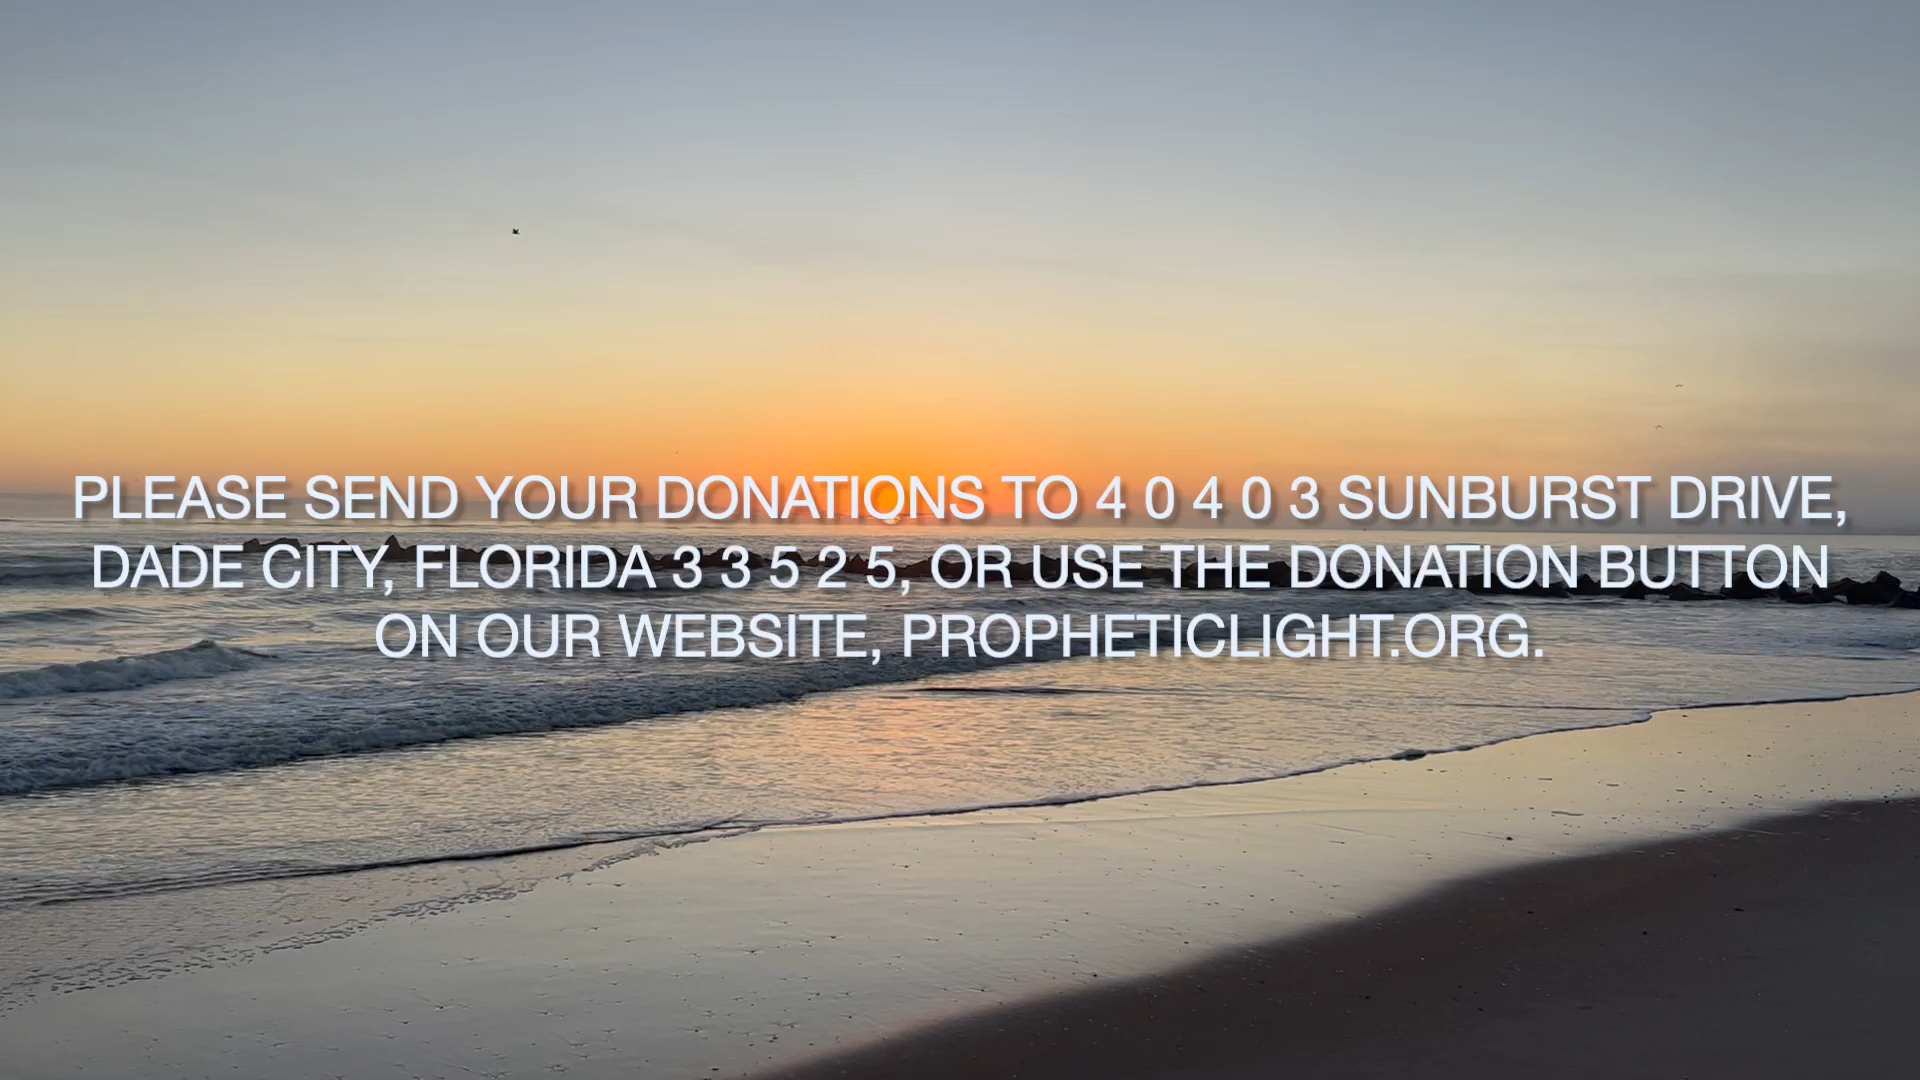 PLEASE SEND YOUR DONATIONS TO 4 0 4 0 3 SUNBURST DRIVE,
DADE CITY, FLORIDA 3 3 5 2 5, OR USE THE DONATION BUTTON
ON OUR WEBSITE, PROPHETICLIGHT.ORG.